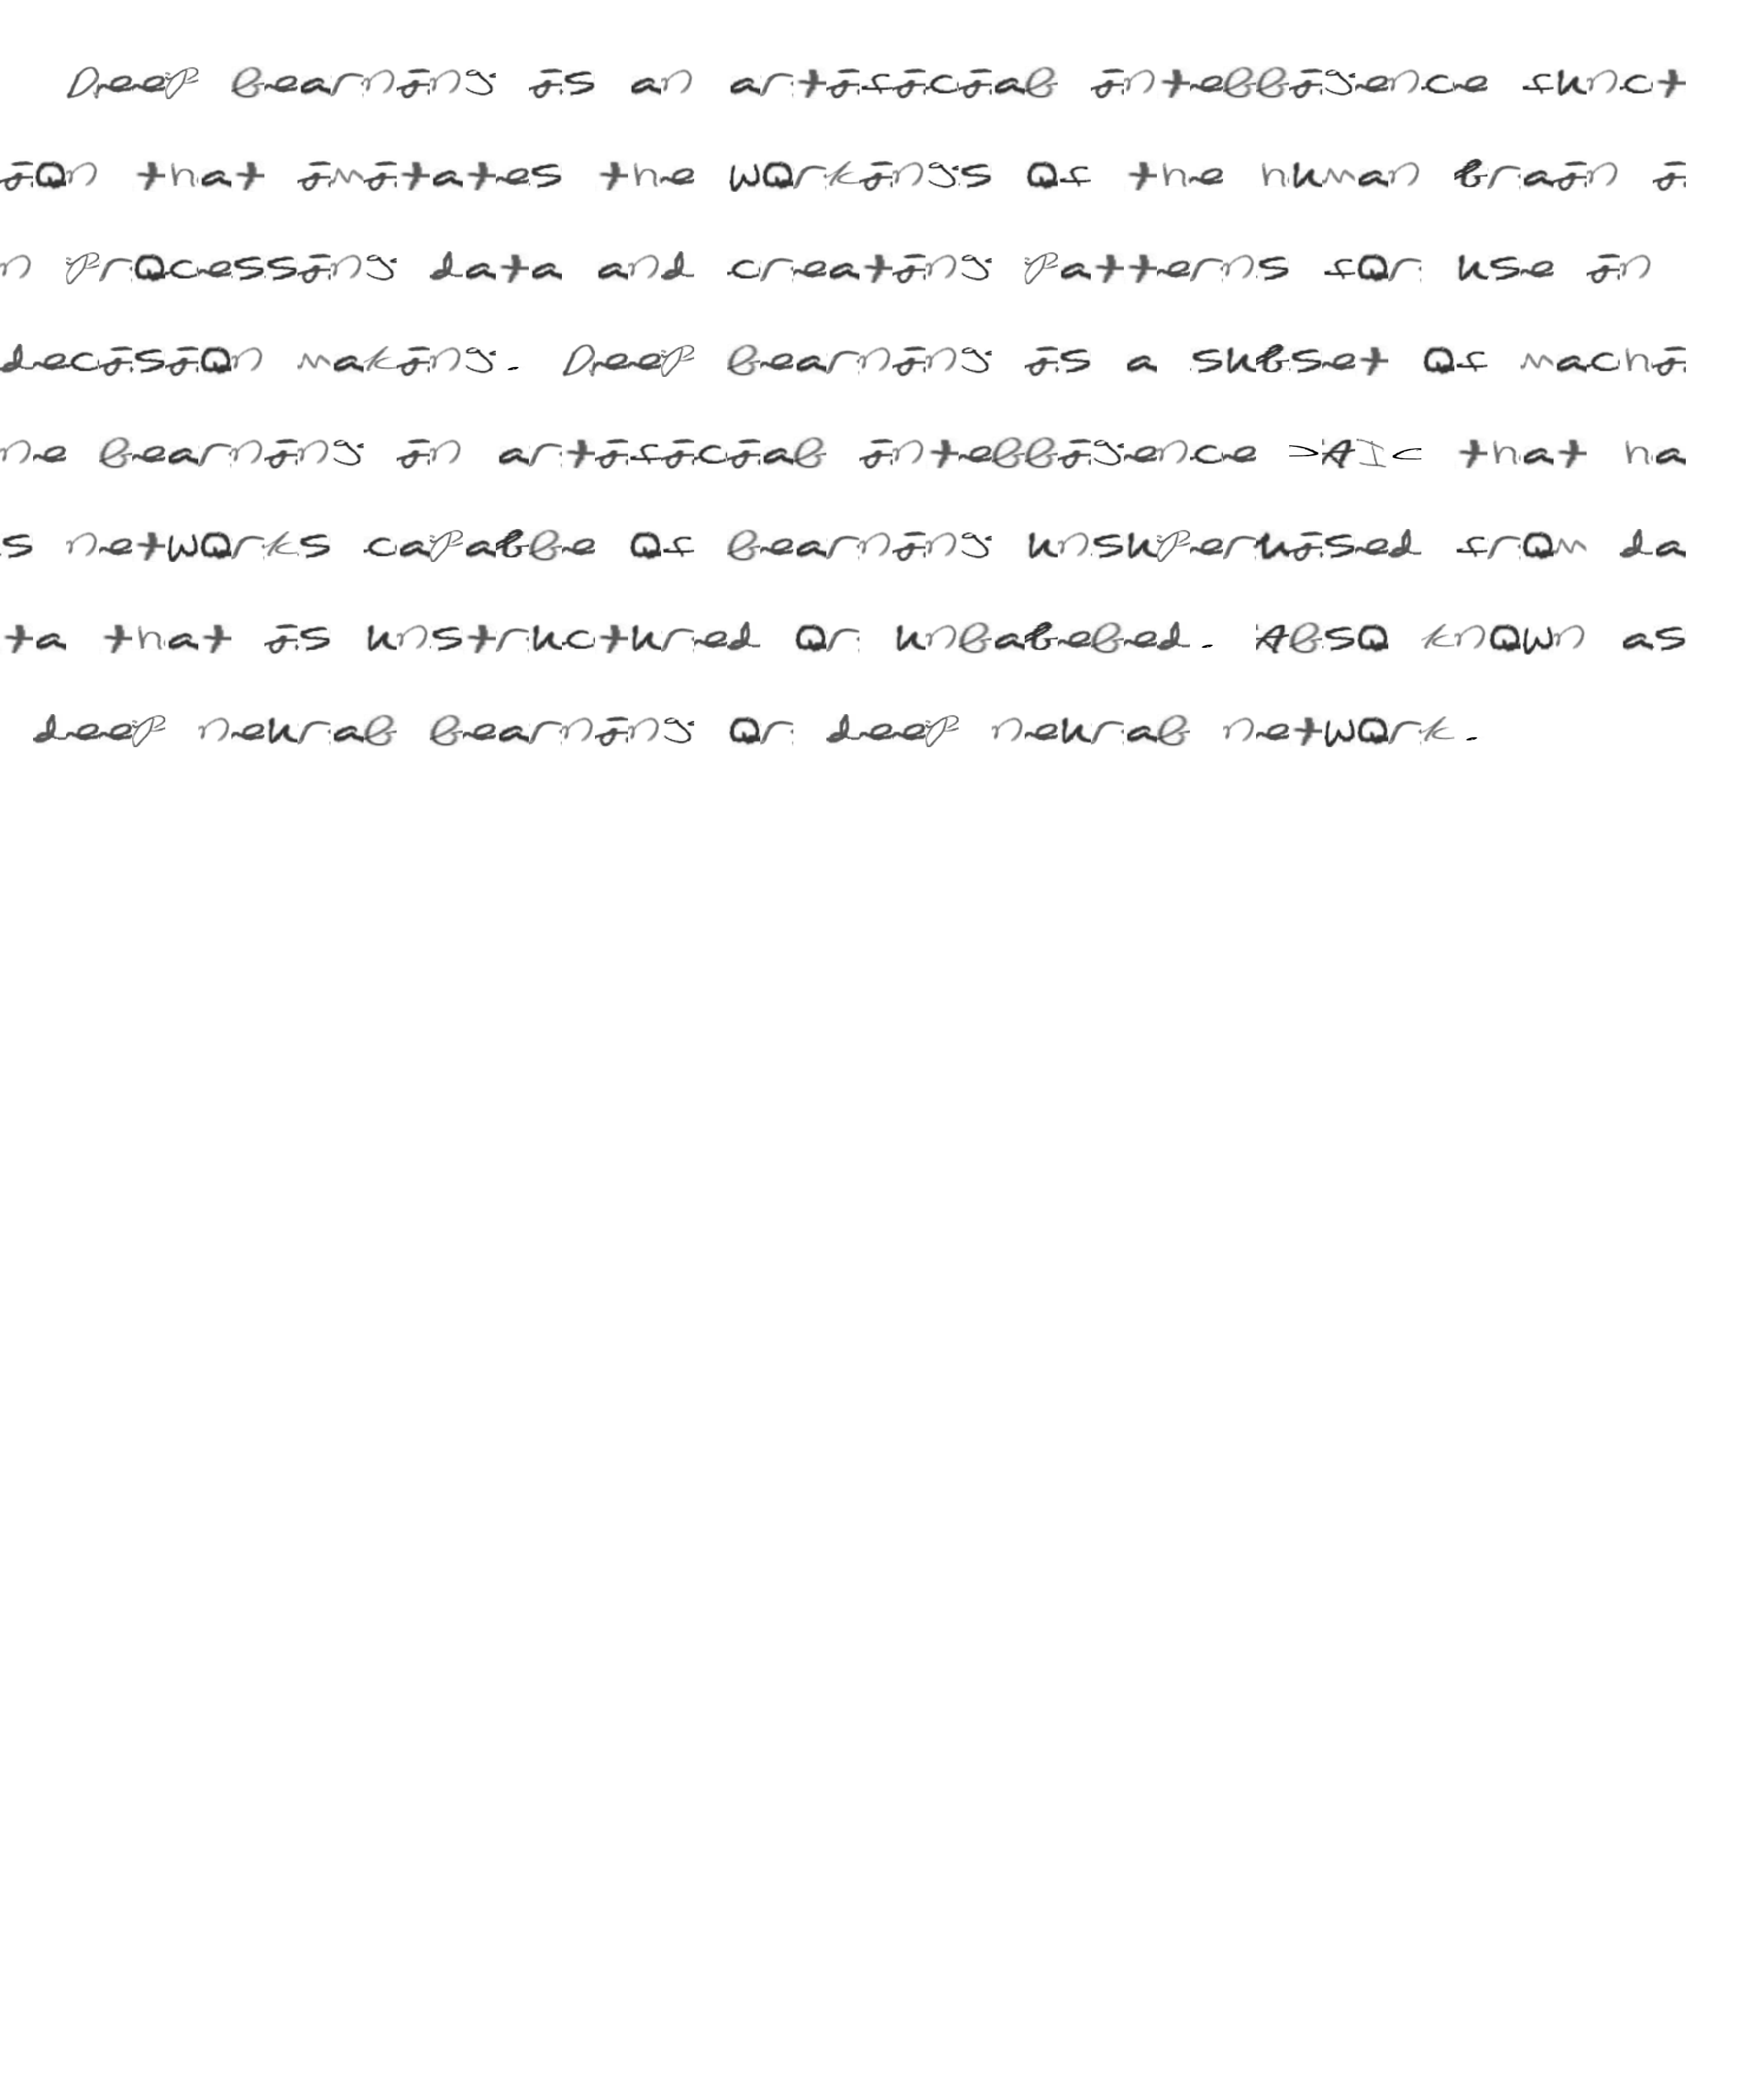 Deep learning is an artificial intelligence funct
ion that imitates the workings of the human brain i
n processing data and creating patterns for use in
decision making. Deep learning is a subset of machi
ne learning in artificial intelligence )AI( that ha
s networks capable of learning unsupervised from da
ta that is unstructured or unlabeled. Also known as
deep neural learning or deep neural network.